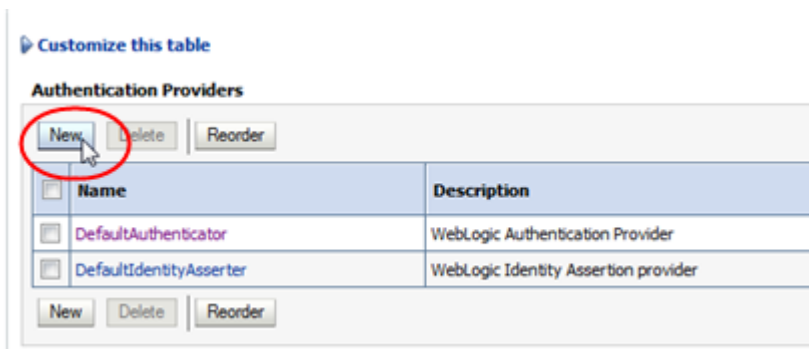 Customize this table
Authentication Providers
New Delete Reorder
Name Description
DefaultAuthenticator WebLogic Authentication Provider
DefaultIdentityAsserter WebLogic Identity Assertion provider
New Delete Reorder